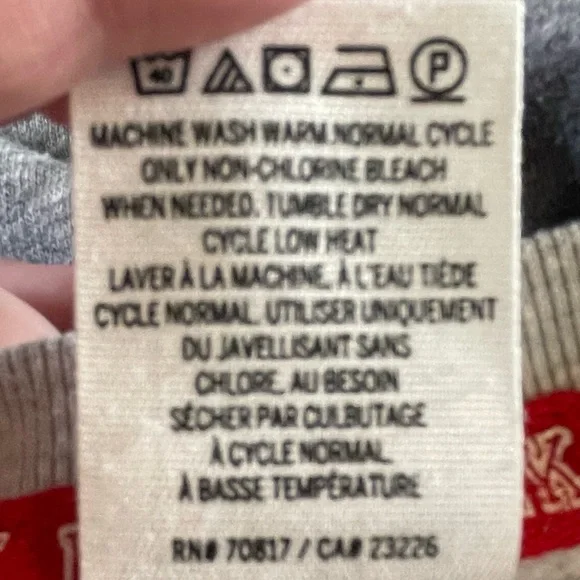 40
P
MACHINE WASH WARM. NORMAL CYCLE
ONLY NON-CHLORINE BLEACH
WHEN NEEDED. TUMBLE DRY NORMAL
CYCLE LOW HEAT
LAVER À LA MACHINE, À L'EAU TIÈDE
CYCLE NORMAL. UTILISER UNIQUEMENT
DU JAVELLISANT SANS
CHLORE, AU BESOIN
SÉCHER PAR CULBUTAGE
À CYCLE NORMAL
À BASSE TEMPÉRATURE
RN# 70817 / CA# 23226